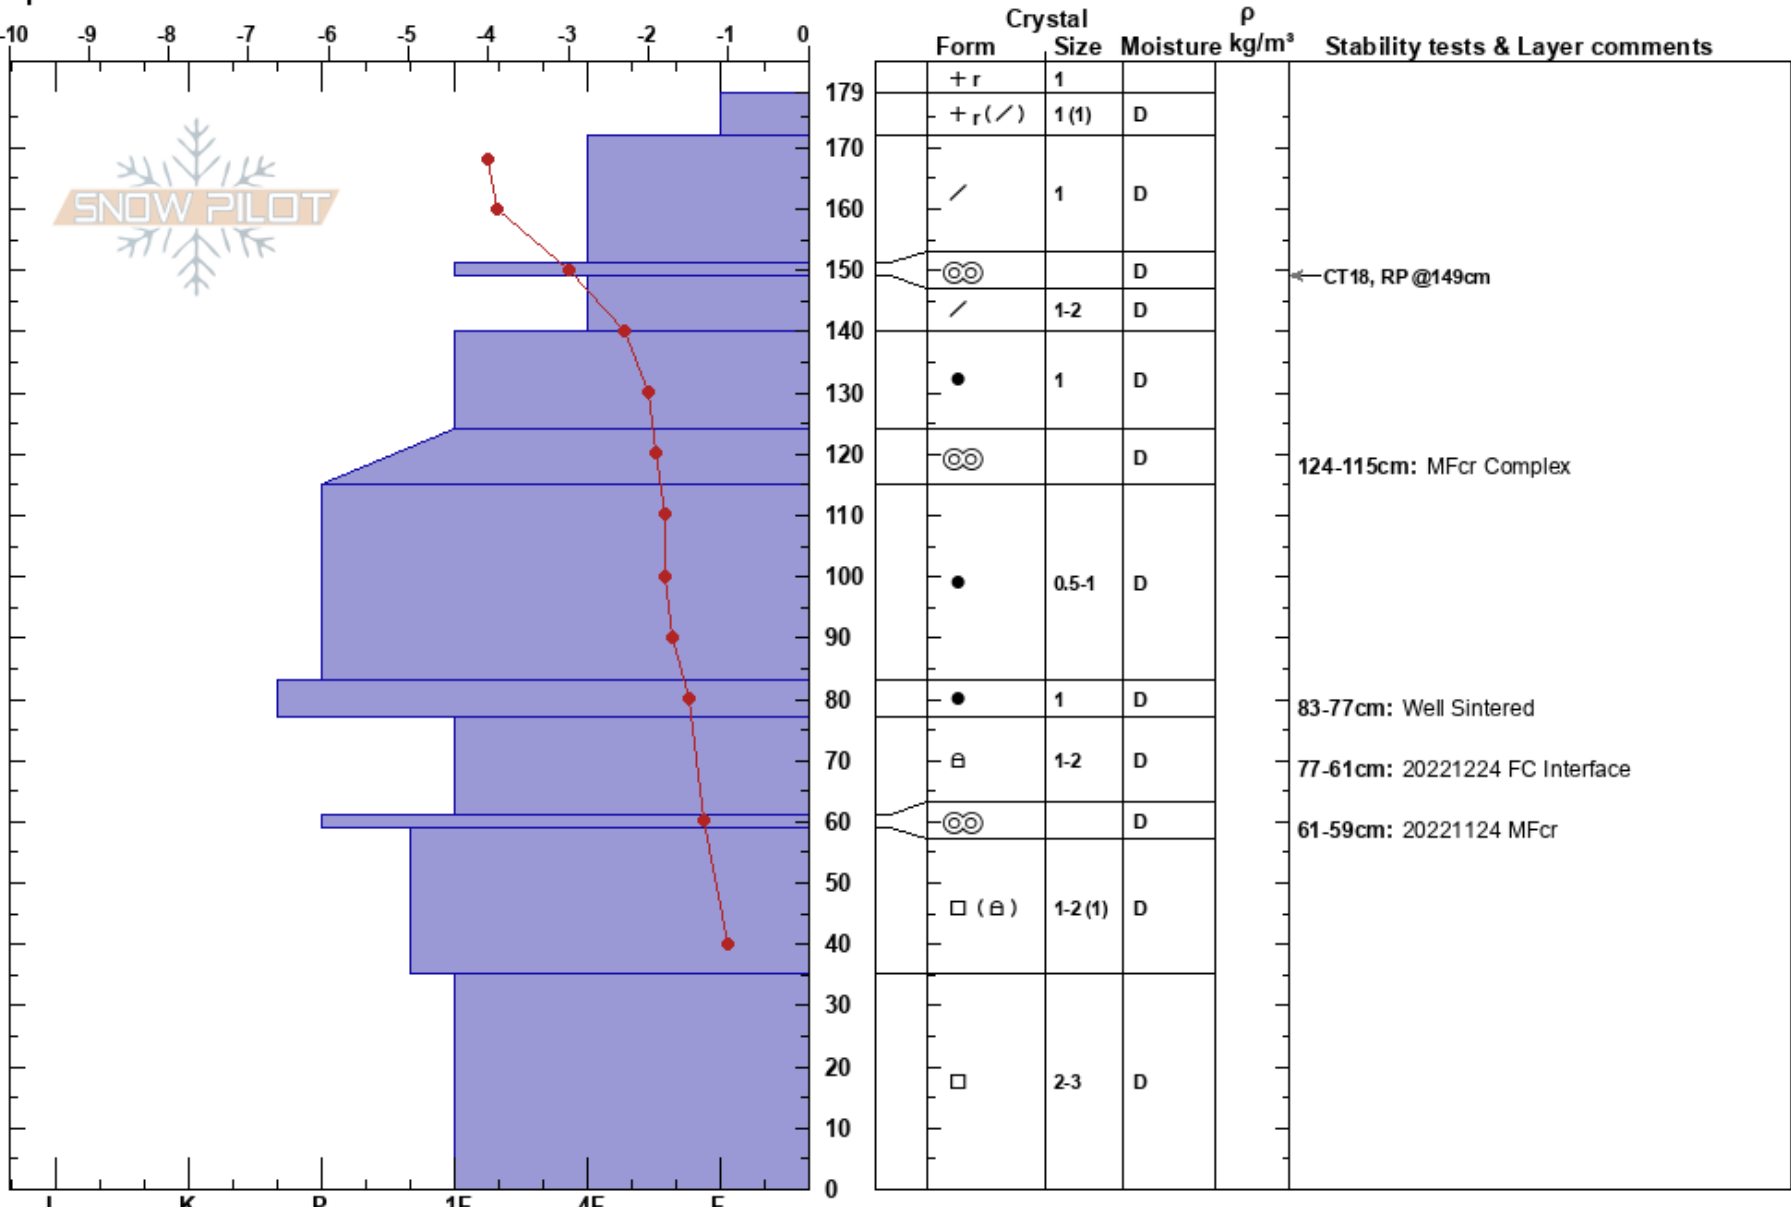 Crystal ρ
-10 -9 -8 -7 -6 -5 -4 -3 -2 -1 0 Form Size Moisture kg/m³ Stability tests & Layer comments
+ r 1
179
+ r ( / ) 1 (1) D
170
SNOW PILOT
/ 1 D
160
150 D CT18, RP @149cm
/ 1-2 D
140
● 1 D
130
120 D 124-115cm: MFcr Complex
110
100 ● 0.5-1 D
90
80 ● 1 D 83-77cm: Well Sintered
70 1-2 D 77-61cm: 20221224 FC Interface
60 D 61-59cm: 20221124 MFcr
50
□ ( ) 1-2 (1) D
40
30
20
□ 2-3 D
10
0
I K P 1F 4F F